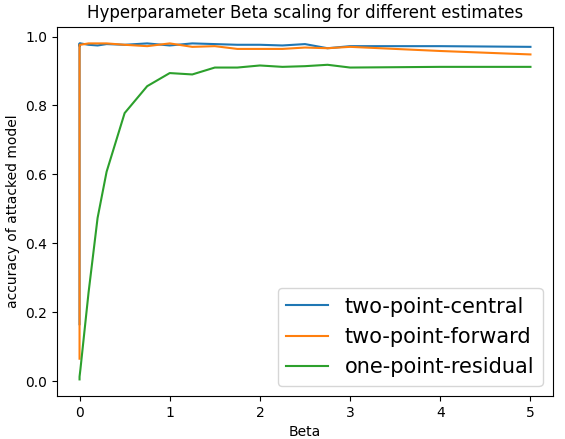 Hyperparameter Beta scaling for different estimates
accuracy of attacked model
1.0
0.8
0.6
0.4
0.2
0.0
two-point-central
two-point-forward
one-point-residual
0 1 2 3 4 5
Beta